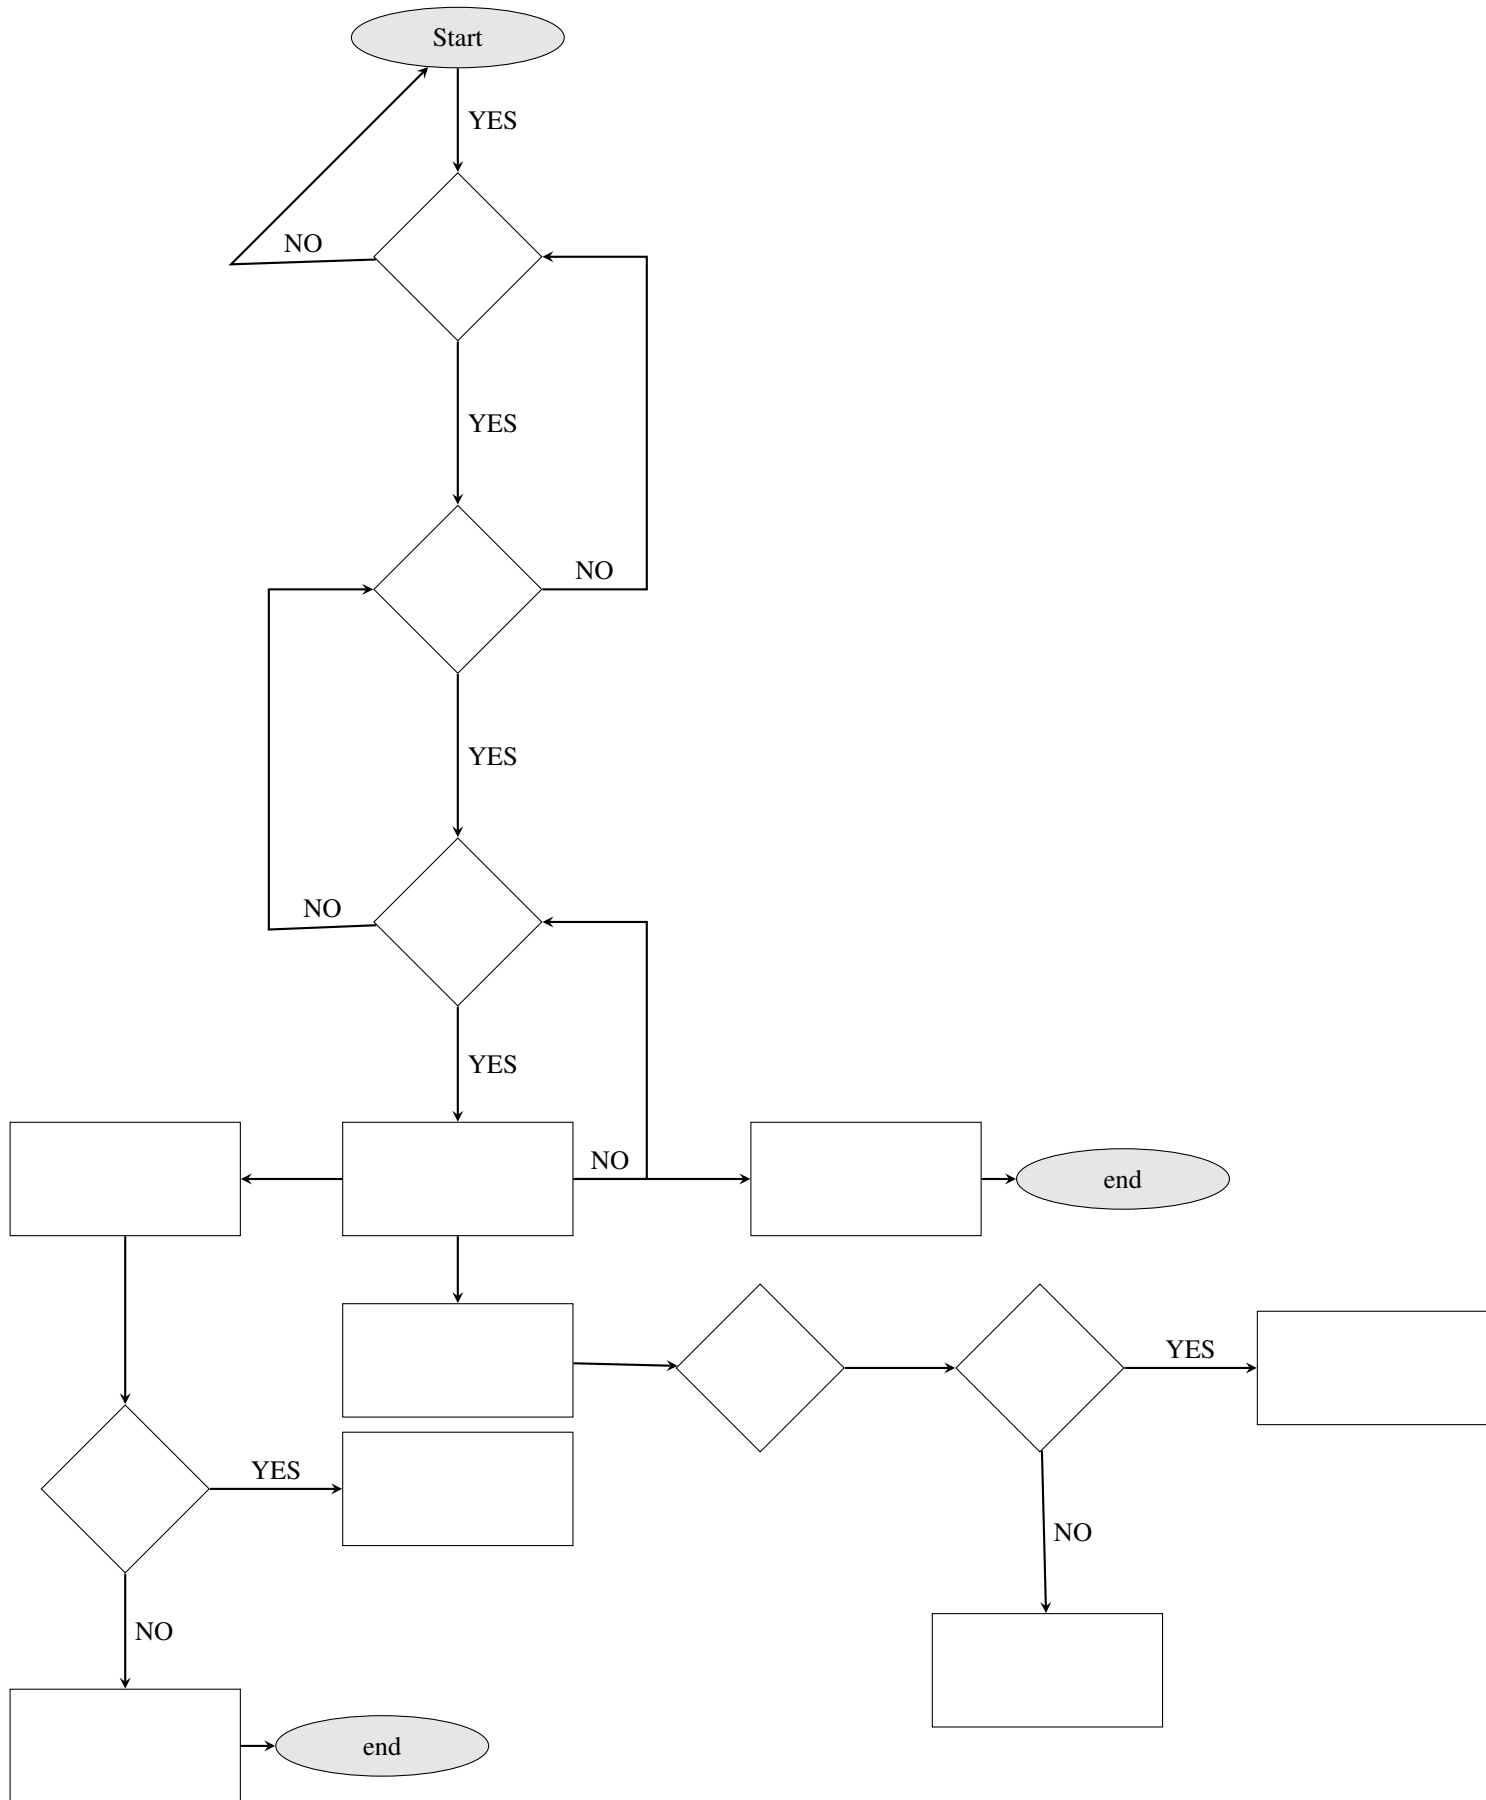 Start
YES
NO
YES
NO
YES
NO
YES
NO
end
YES
YES
NO
NO
end